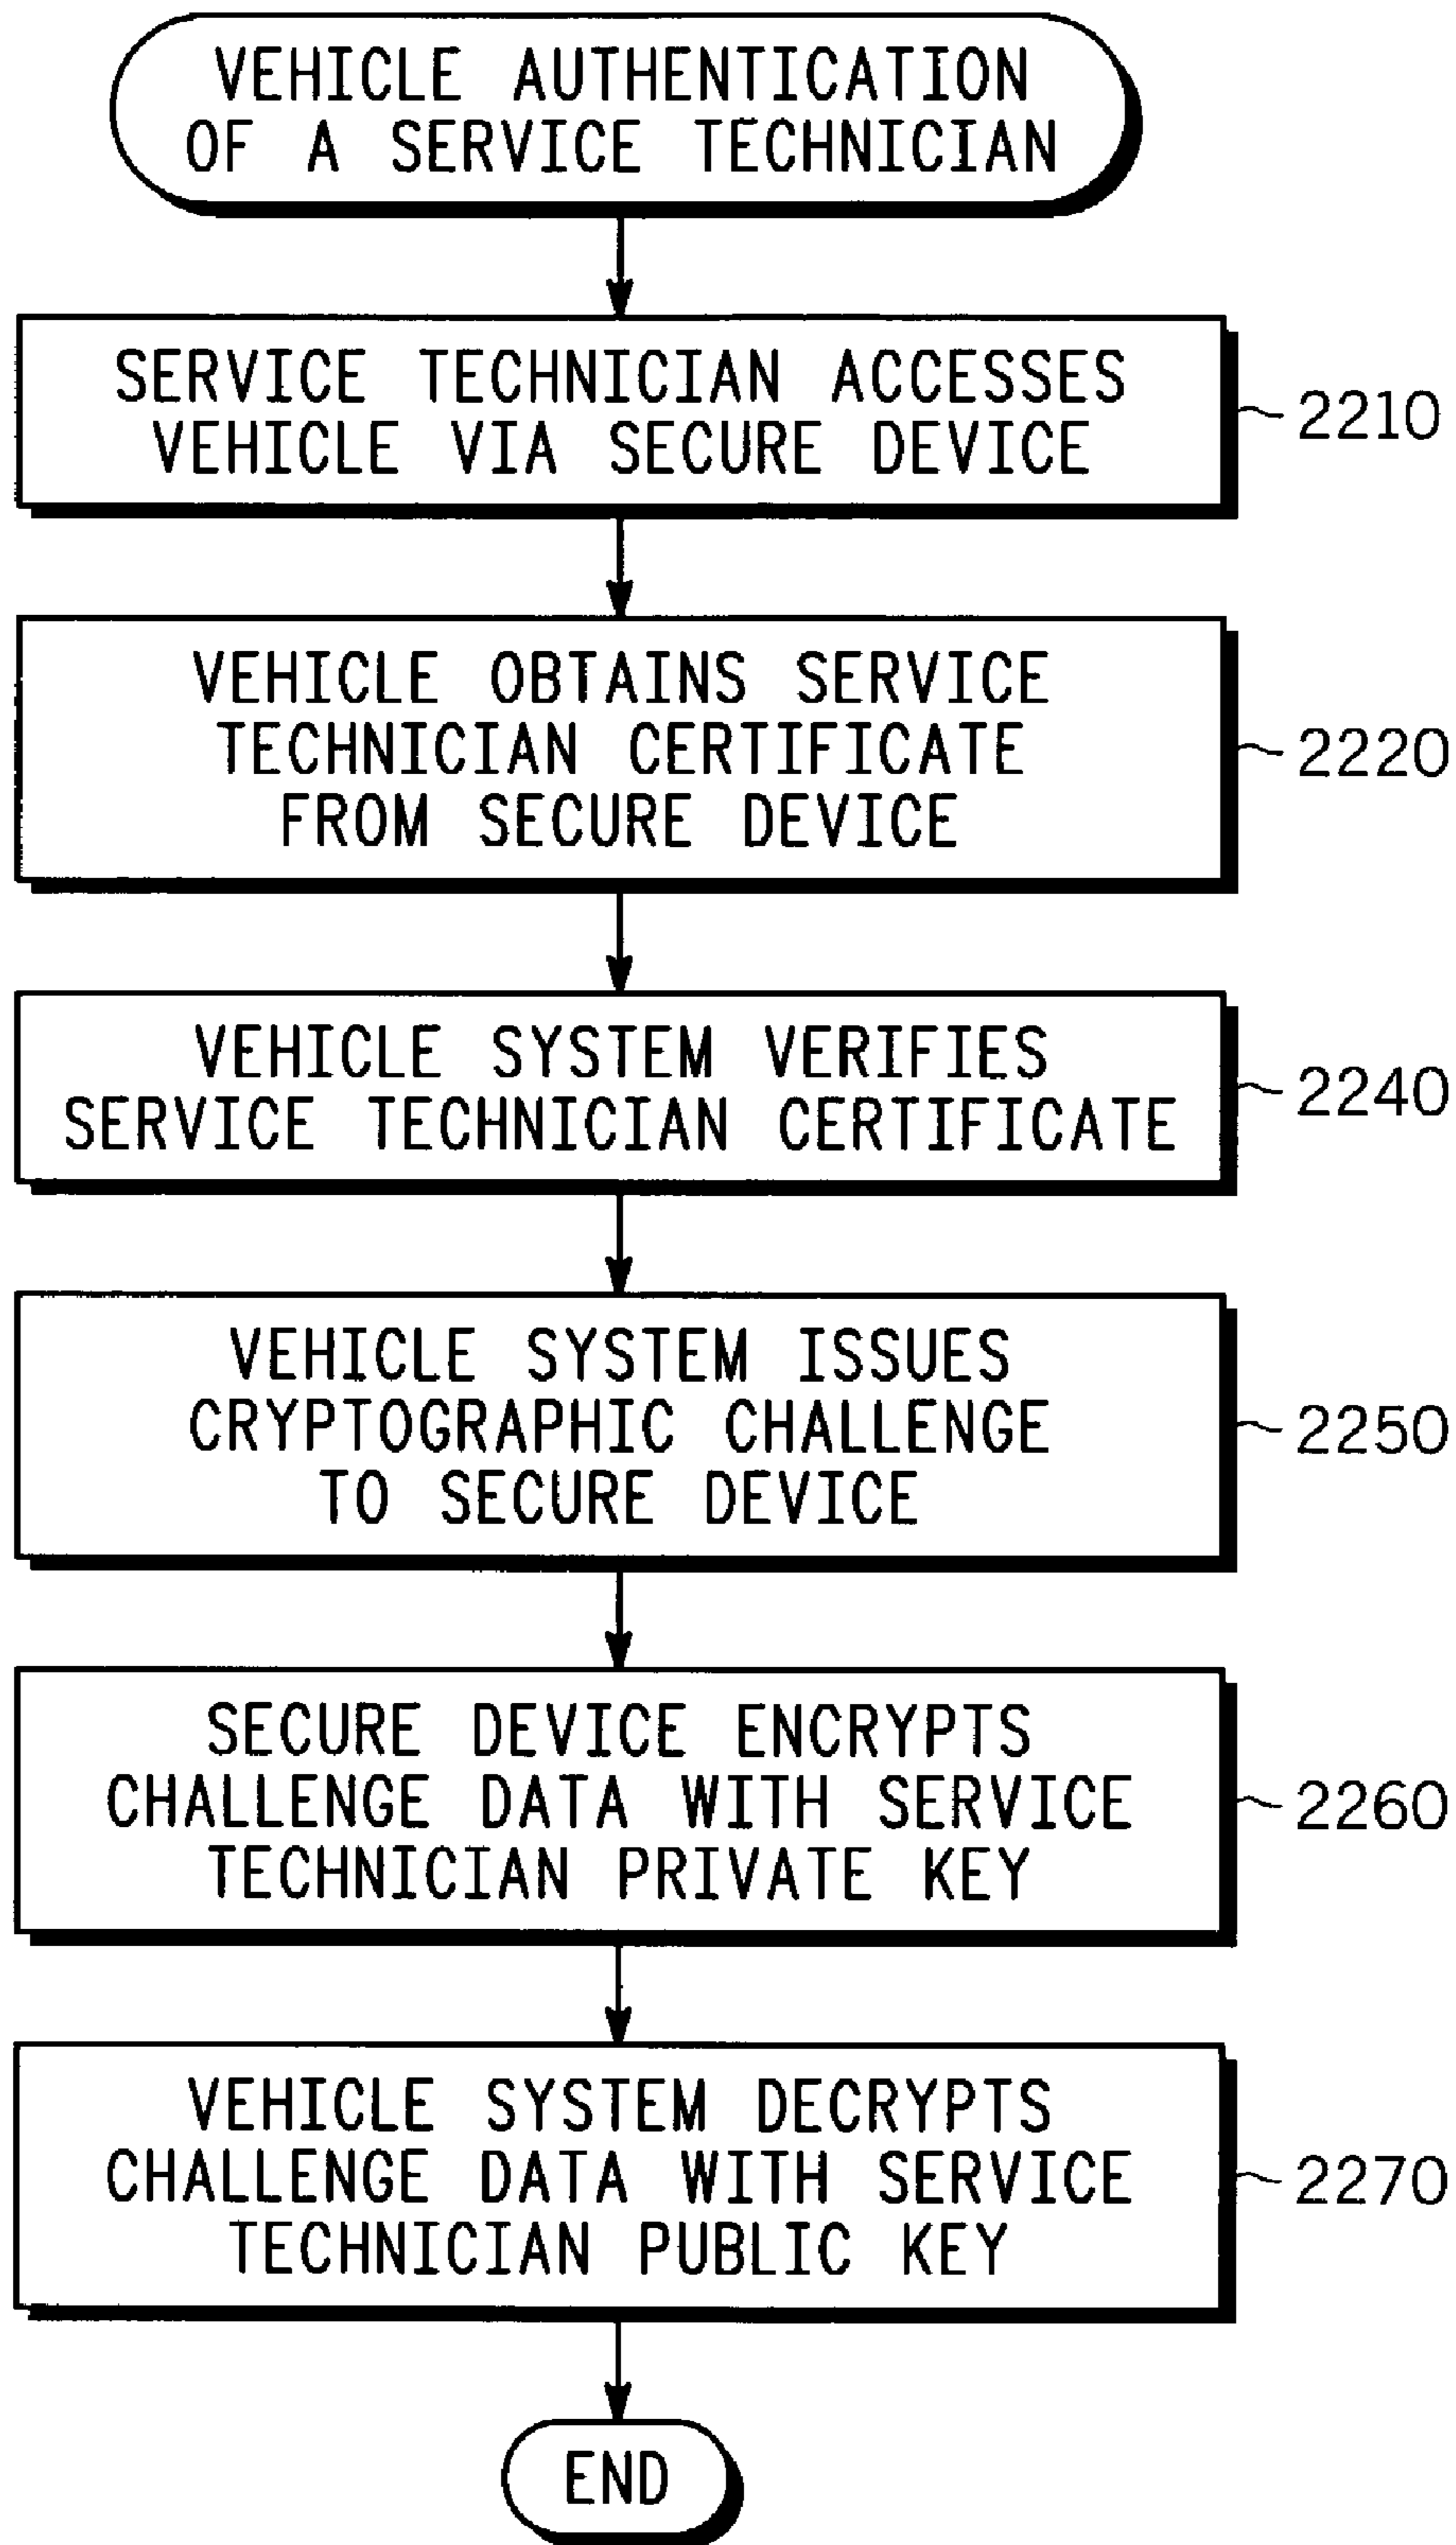 VEHICLE AUTHENTICATION
OF A SERVICE TECHNICIAN
SERVICE TECHNICIAN ACCESSES
VEHICLE VIA SECURE DEVICE
2210
VEHICLE OBTAINS SERVICE
TECHNICIAN CERTIFICATE
FROM SECURE DEVICE
2220
VEHICLE SYSTEM VERIFIES
SERVICE TECHNICIAN CERTIFICATE
2240
VEHICLE SYSTEM ISSUES
CRYPTOGRAPHIC CHALLENGE
TO SECURE DEVICE
2250
SECURE DEVICE ENCRYPTS
CHALLENGE DATA WITH SERVICE
TECHNICIAN PRIVATE KEY
2260
VEHICLE SYSTEM DECRYPTS
CHALLENGE DATA WITH SERVICE
TECHNICIAN PUBLIC KEY
2270
END